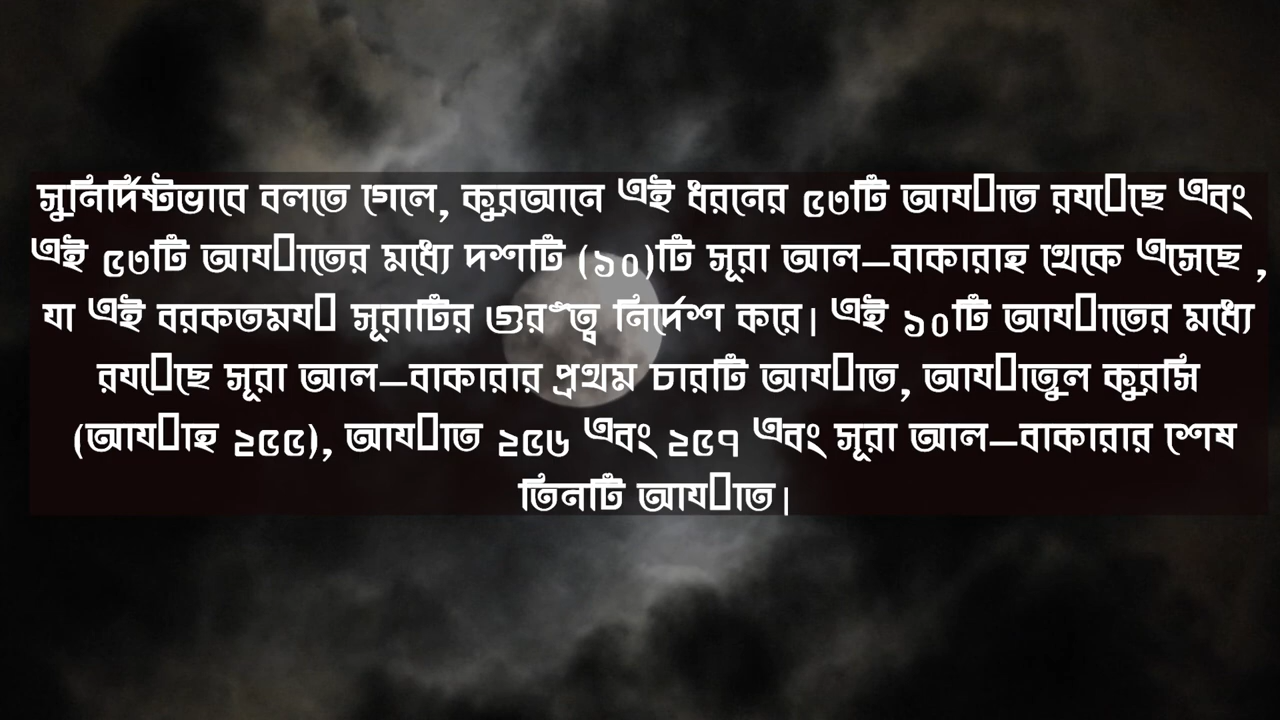 সুনির্দিষ্টভাবে বলতে গেলে, কুরআনে এই ধরনের ৫৩টি আয়াত রয়েছে এবং
এই ৫৩টি আয়াতের মধ্যে দশটি (১০)টি সূরা আল-বাকারাহ থেকে এসেছে ,
যা এই বরকতময় সূরাটির গুরুত্ব নির্দেশ করে। এই ১০টি আয়াতের মধ্যে
রয়েছে সূরা আল-বাকারার প্রথম চারটি আয়াত, আয়াতুল কুরসি
(আয়াহ ২৫৫), আয়াত ২৫৬ এবং ২৫৭ এবং সূরা আল-বাকারার শেষ
তিনটি আয়াত।